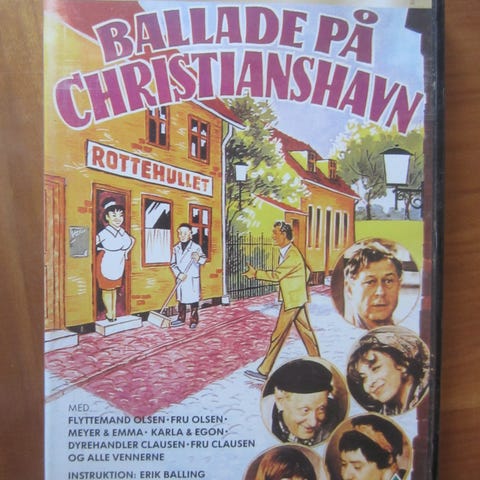 BALLADE PÅ
CHRISTIANSHAVN
ROTTEHULLET
MED
FLYTTEMAND OLSEN · FRU OLSEN ·
MEYER & EMMA · KARLA & EGON ·
DYREHANDLER CLAUSEN · FRU CLAUSEN
OG ALLE VENNERNE
INSTRUKTION: ERIK BALLING